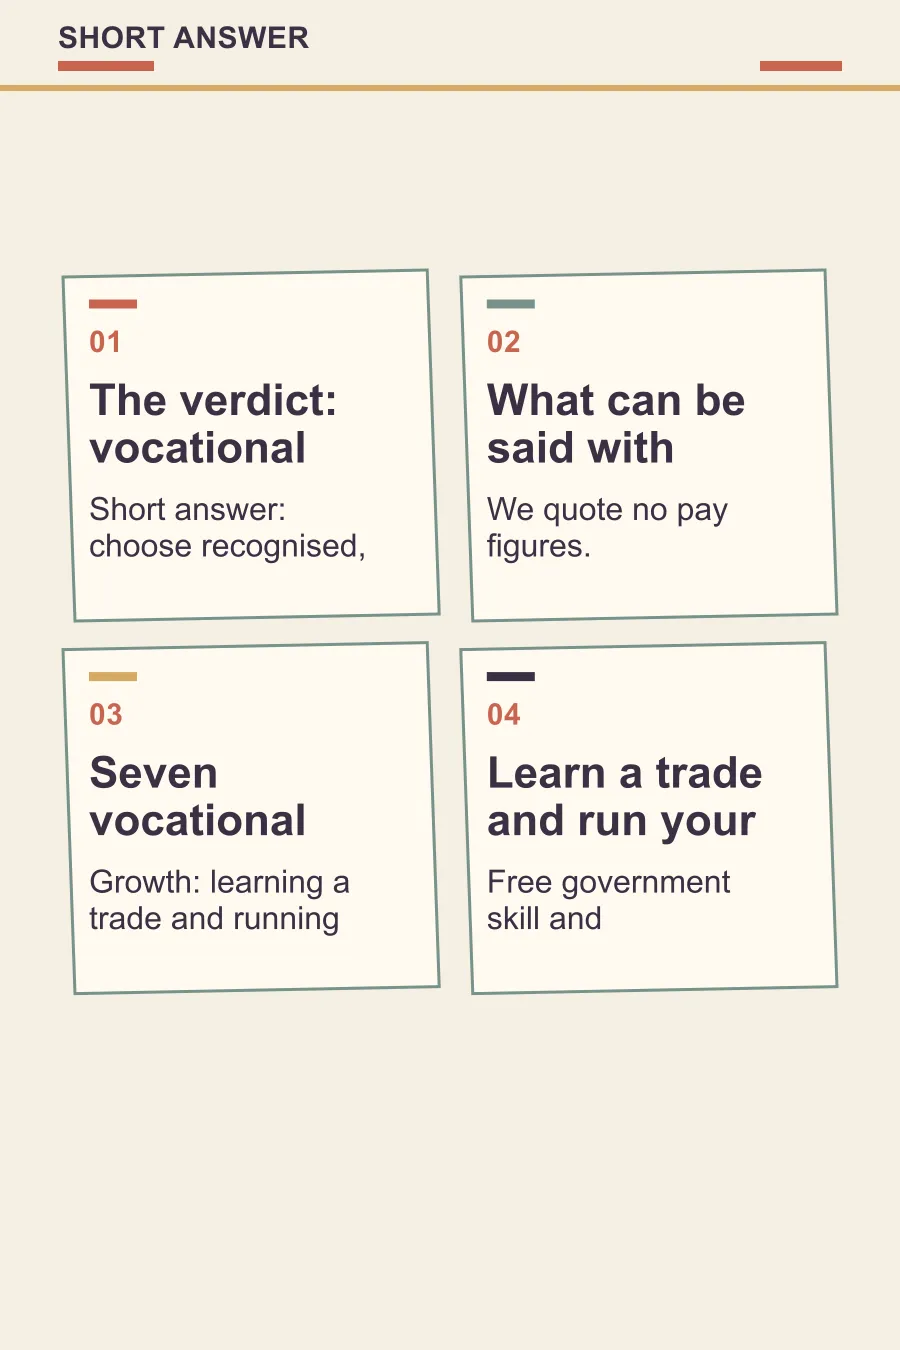 SHORT ANSWER
01
The verdict:
vocational
Short answer:
choose recognised,
02
What can be
said with
We quote no pay
figures.
03
Seven
vocational
Growth: learning a
trade and running
04
Learn a trade
and run your
Free government
skill and